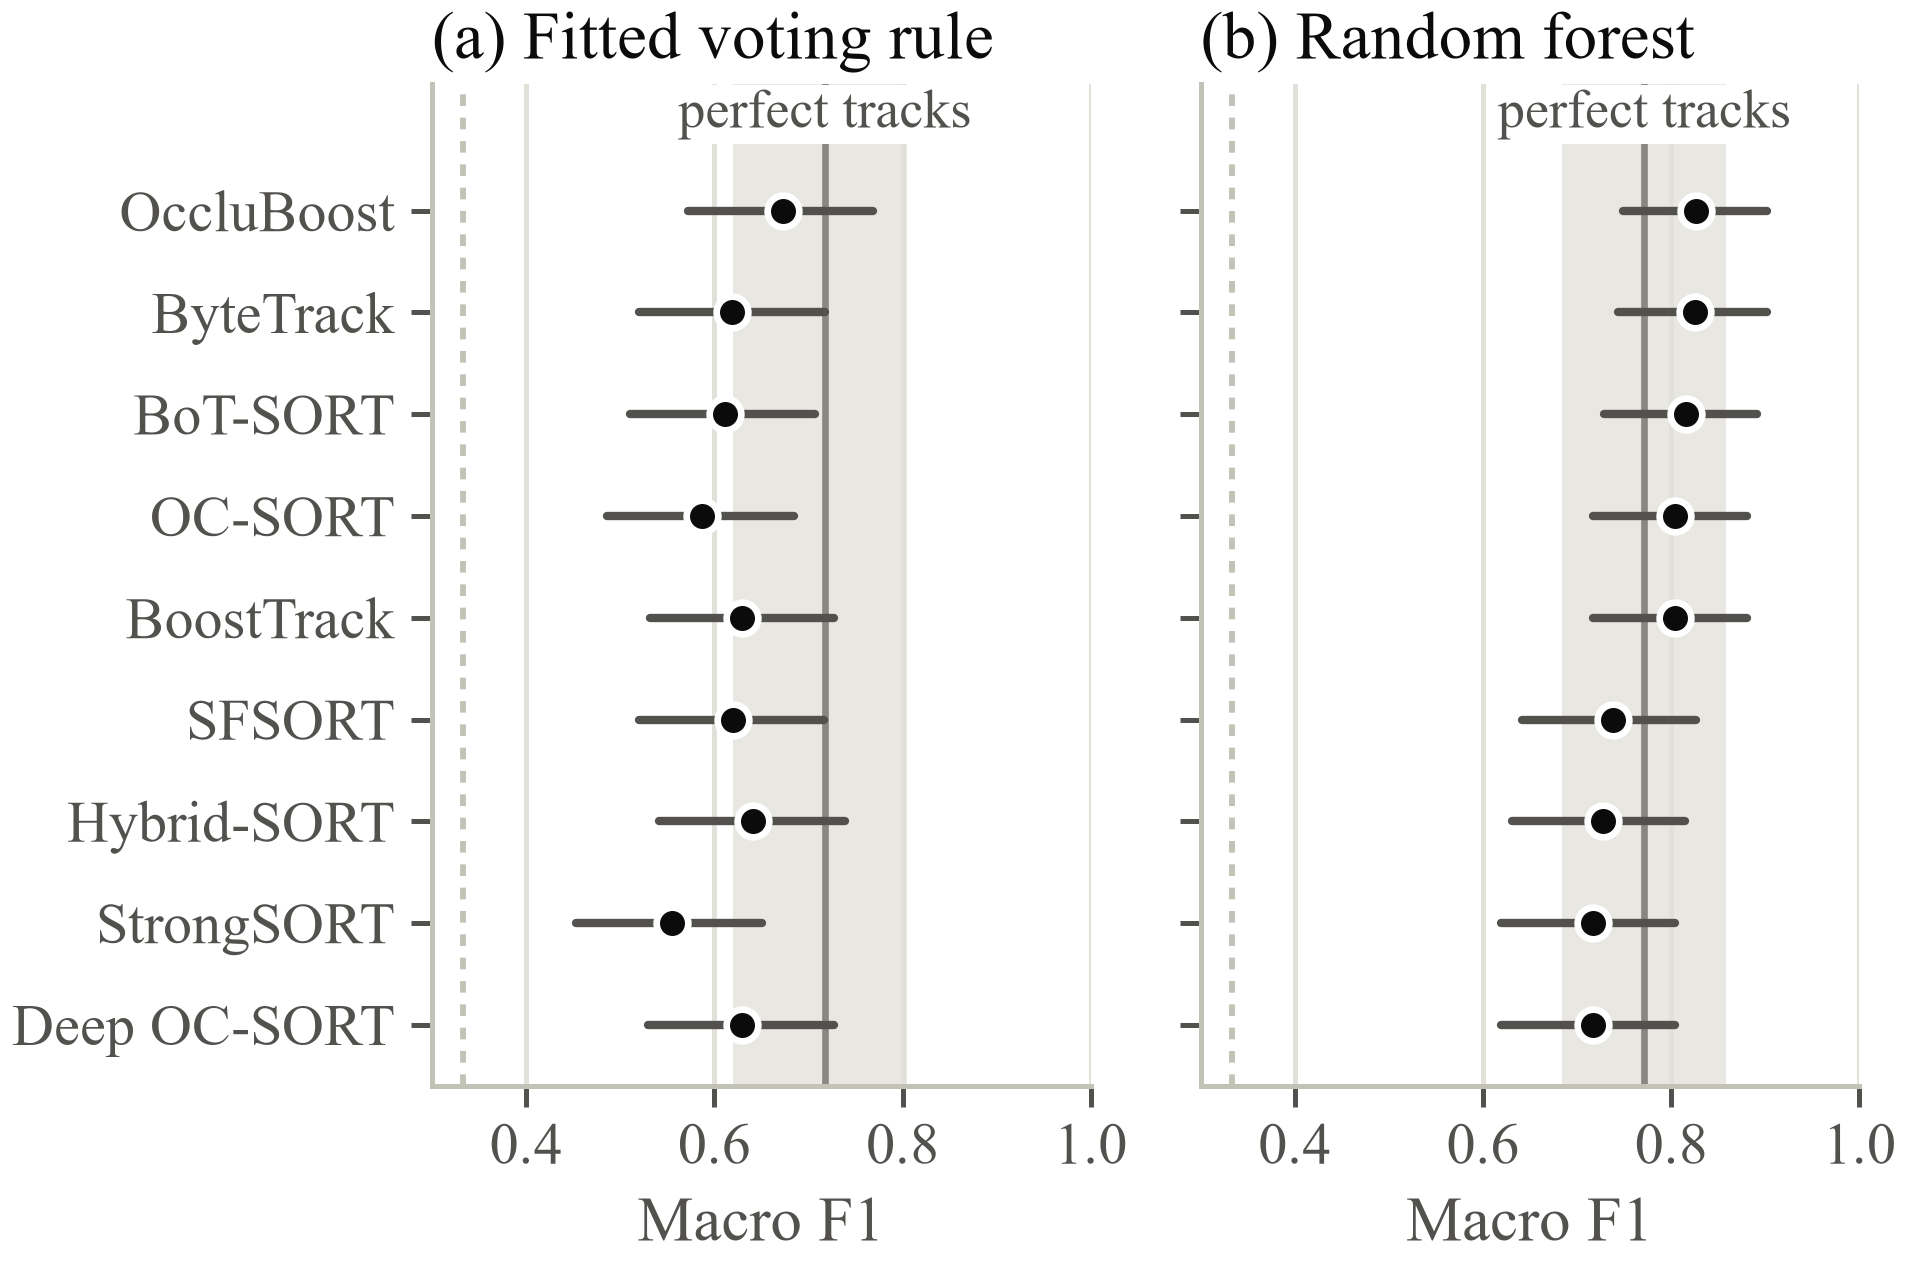 (a) Fitted voting rule
(b) Random forest
perfect tracks
perfect tracks
OccluBoost
ByteTrack
BoT-SORT
OC-SORT
BoostTrack
SFSORT
Hybrid-SORT
StrongSORT
Deep OC-SORT
0.4 0.6 0.8 1.0
0.4 0.6 0.8 1.0
Macro F1
Macro F1